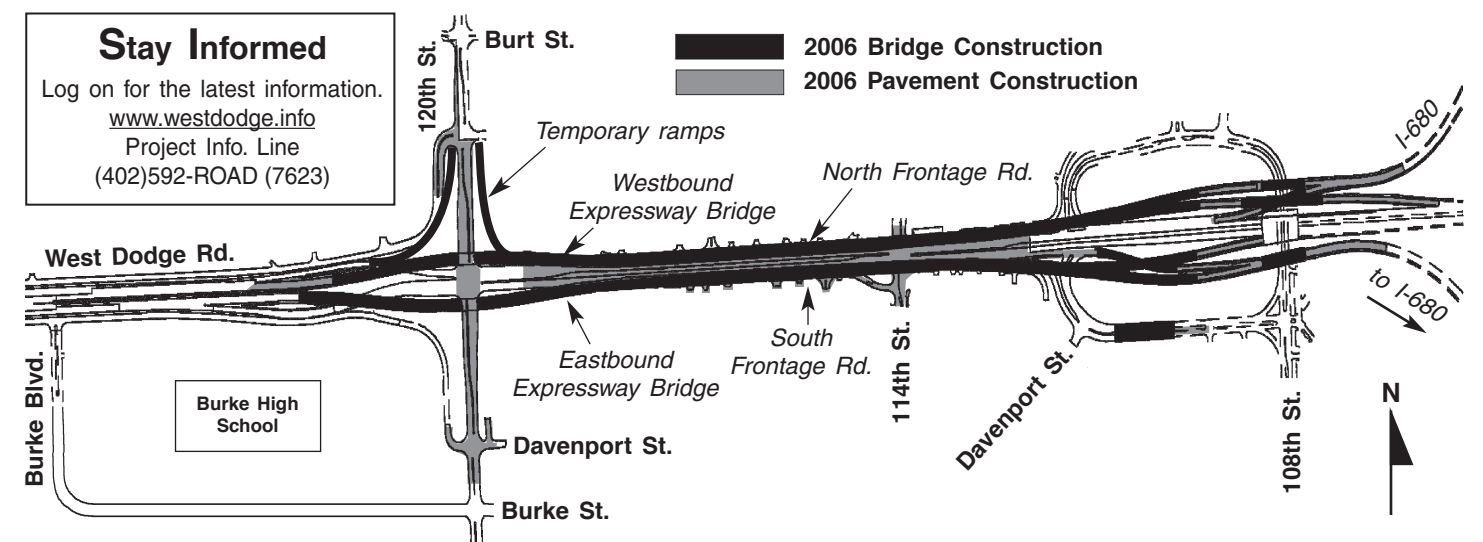 Stay Informed
Log on for the latest information.
www.westdodge.info
Project Info. Line
(402)592-ROAD (7623)
120th St.
Burt St.
2006 Bridge Construction
2006 Pavement Construction
Temporary ramps
Westbound
Expressway Bridge
North Frontage Rd.
I-680
West Dodge Rd.
to I-680
Eastbound
Expressway Bridge
South
Frontage Rd.
114th St.
Davenport St.
108th St.
N
Burke Blvd.
Burke High
School
Davenport St.
Burke St.